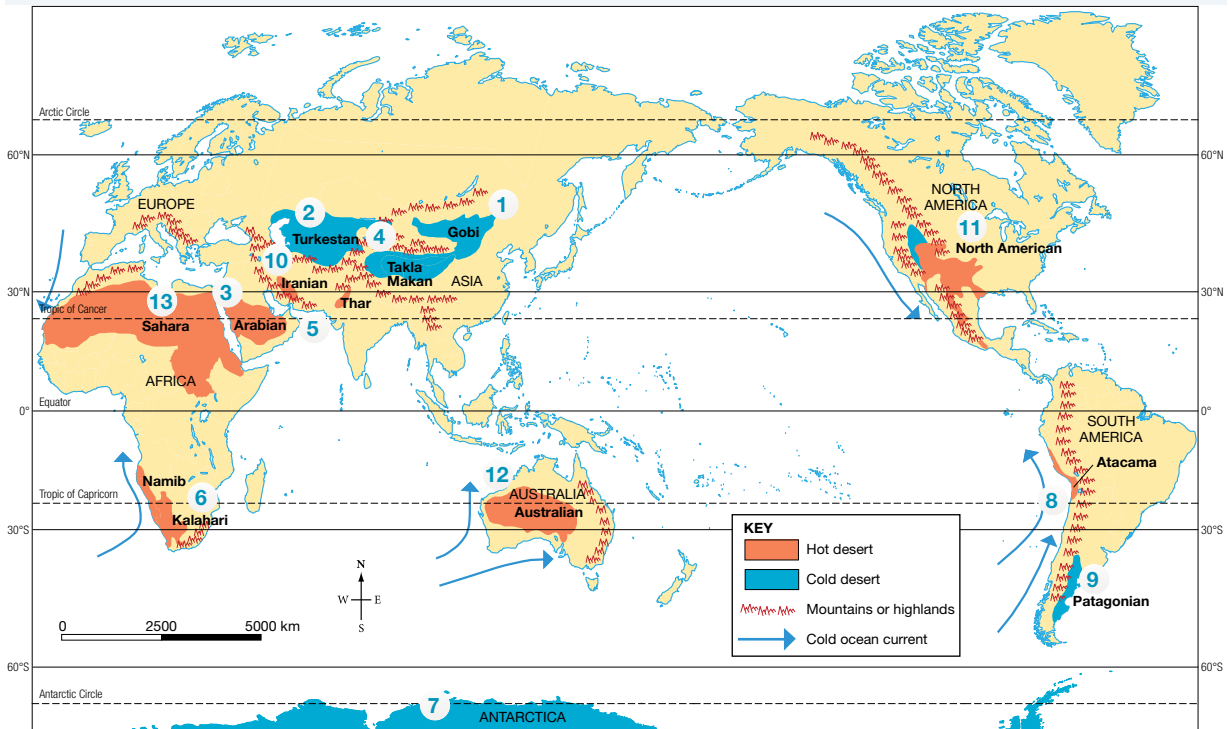 Arctic Circle
60°N
60°N
EUROPE
NORTH
AMERICA
1
2
Turkestan
4
Gobi
11
North American
10
Iranian
Takla
Makan
ASIA
30°N
30°N
3
13
Thar
Tropic of Cancer
Sahara
Arabian
5
AFRICA
Equator
0°
0°
SOUTH
AMERICA
Atacama
Namib
12
6
Tropic of Capricorn
AUSTRALIA
8
Kalahari
Australian
30°S
30°S
KEY
Hot desert
Cold desert
Mountains or highlands
Cold ocean current
N
W
E
S
9
Patagonian
0
2500
5000 km
60°S
60°S
Antarctic Circle
7
ANTARCTICA